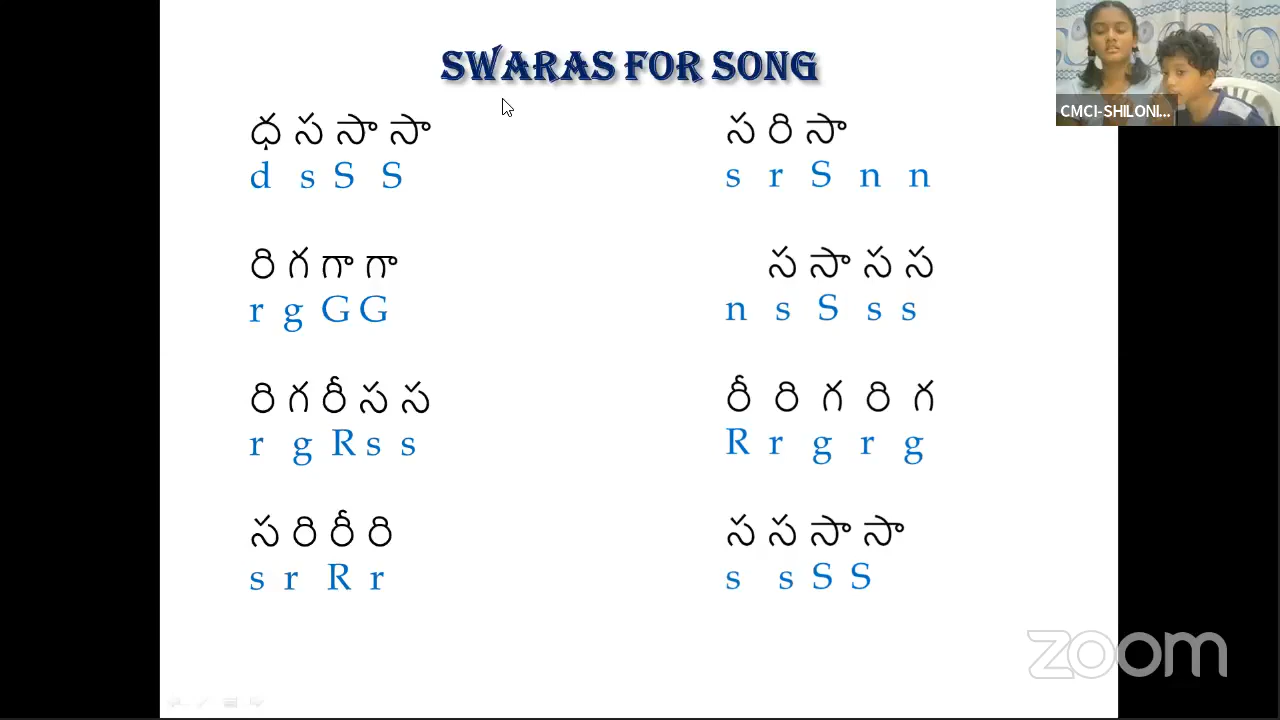 SWARAS FOR SONG
ధ స సా సా
d s S S
రి గ గా గా
r g G G
రి గ రీ స స
r g R s s
స రి రీ రి
s r R r
స రి సా
s r S n n
స సా స స
n s S s s
రీ రి గ రి గ
R r g r g
స స సా సా
s s S S
CMCI-SHILONI...
zoom